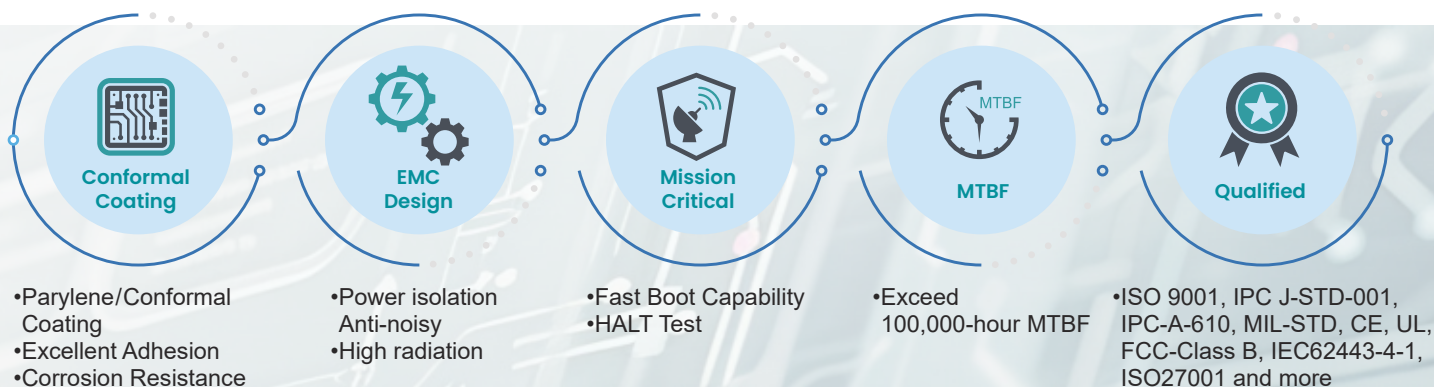 Conformal
Coating
•Parylene/Conformal
Coating
•Excellent Adhesion
•Corrosion Resistance
EMC
Design
•Power isolation
Anti-noisy
•High radiation
Mission
Critical
•Fast Boot Capability
•HALT Test
MTBF
MTBF
•Exceed
100,000-hour MTBF
Qualified
•ISO 9001, IPC J-STD-001,
IPC-A-610, MIL-STD, CE, UL,
FCC-Class B, IEC62443-4-1,
ISO27001 and more